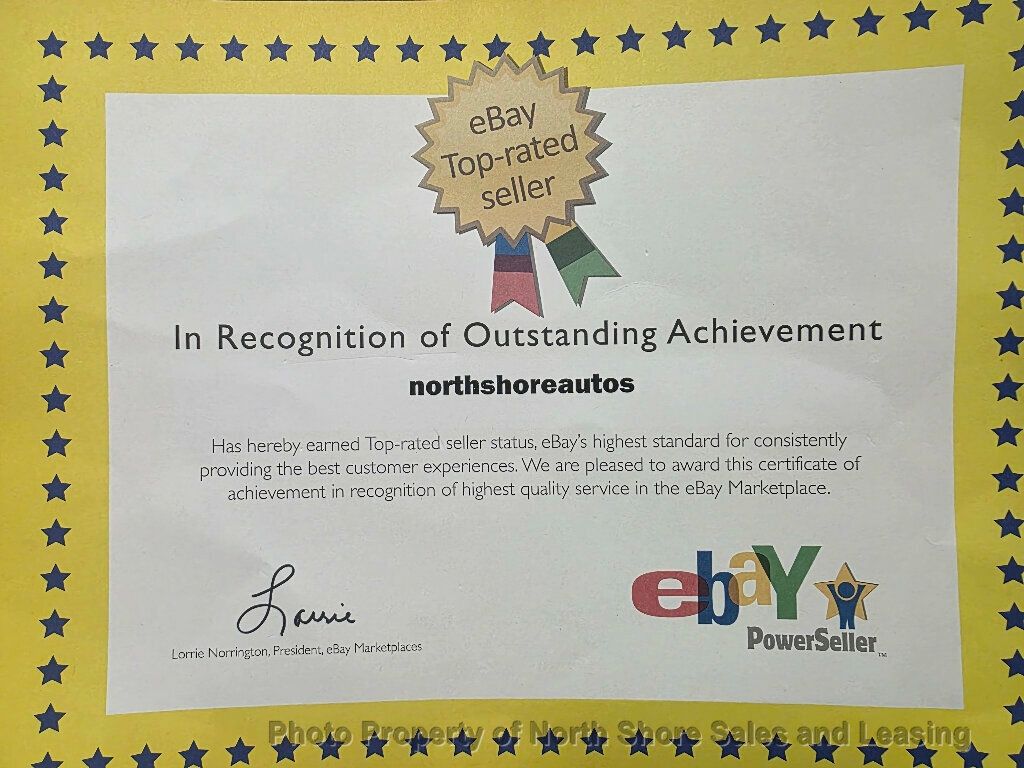 eBay
Top-rated
seller
In Recognition of Outstanding Achievement
northshoreautos
Has hereby earned Top-rated seller status, eBay's highest standard for consistently
providing the best customer experiences. We are pleased to award this certificate of
achievement in recognition of highest quality service in the eBay Marketplace.
Lorrie
Lorrie Norrington, President, eBay Marketplaces
ebaY
PowerSeller™
Photo Property of North Shore Sales and Leasing